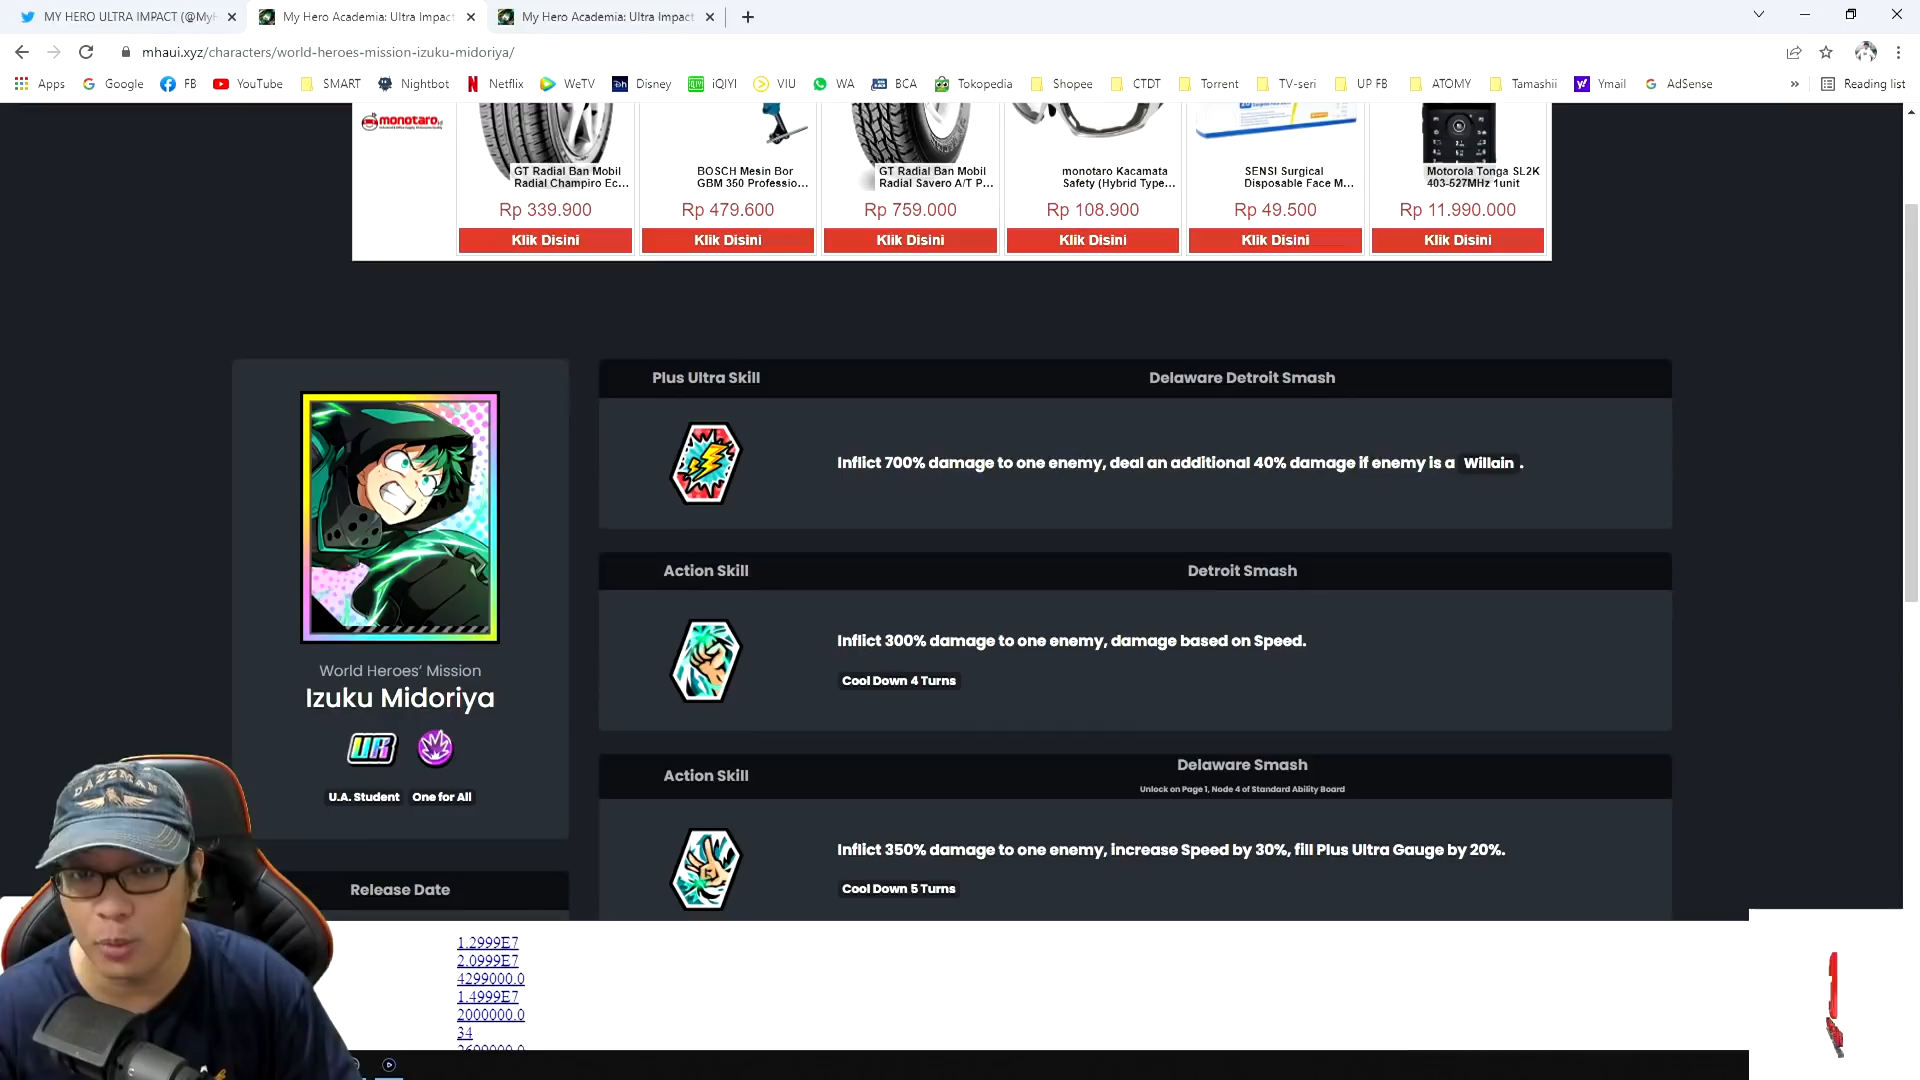 MY HERO ULTRA IMPACT (@MyH
My Hero Academia: Ultra Impact
My Hero Academia: Ultra Impact
mhaui.xyz/characters/world-heroes-mission-izuku-midoriya/
Apps Google FB YouTube SMART Nightbot Netflix WeTV Disney iQIYI VIU WA BCA Tokopedia Shopee CTDT Torrent TV-seri UP FB ATOMY Tamashii Ymail AdSense » Reading list
monotaro.id
GT Radial Ban Mobil
Radial Champiro Ec...
Rp 339.900
Klik Disini
BOSCH Mesin Bor
GBM 350 Professio...
Rp 479.600
Klik Disini
GT Radial Ban Mobil
Radial Savero A/T P...
Rp 759.000
Klik Disini
monotaro Kacamata
Safety (Hybrid Type...
Rp 108.900
Klik Disini
SENSI Surgical
Disposable Face M...
Rp 49.500
Klik Disini
Motorola Tonga SL2K
403-527MHz 1unit
Rp 11.990.000
Klik Disini
World Heroes' Mission
Izuku Midoriya
UR
U.A. Student One for All
Release Date
Plus Ultra Skill Delaware Detroit Smash
Inflict 700% damage to one enemy, deal an additional 40% damage if enemy is a Willain .
Action Skill Detroit Smash
Inflict 300% damage to one enemy, damage based on Speed.
Cool Down 4 Turns
Action Skill Delaware Smash
Unlock on Page 1, Node 4 of Standard Ability Board
Inflict 350% damage to one enemy, increase Speed by 30%, fill Plus Ultra Gauge by 20%.
Cool Down 5 Turns
DAZZMAN
1.2999E7
2.0999E7
4299000.0
1.4999E7
2000000.0
34